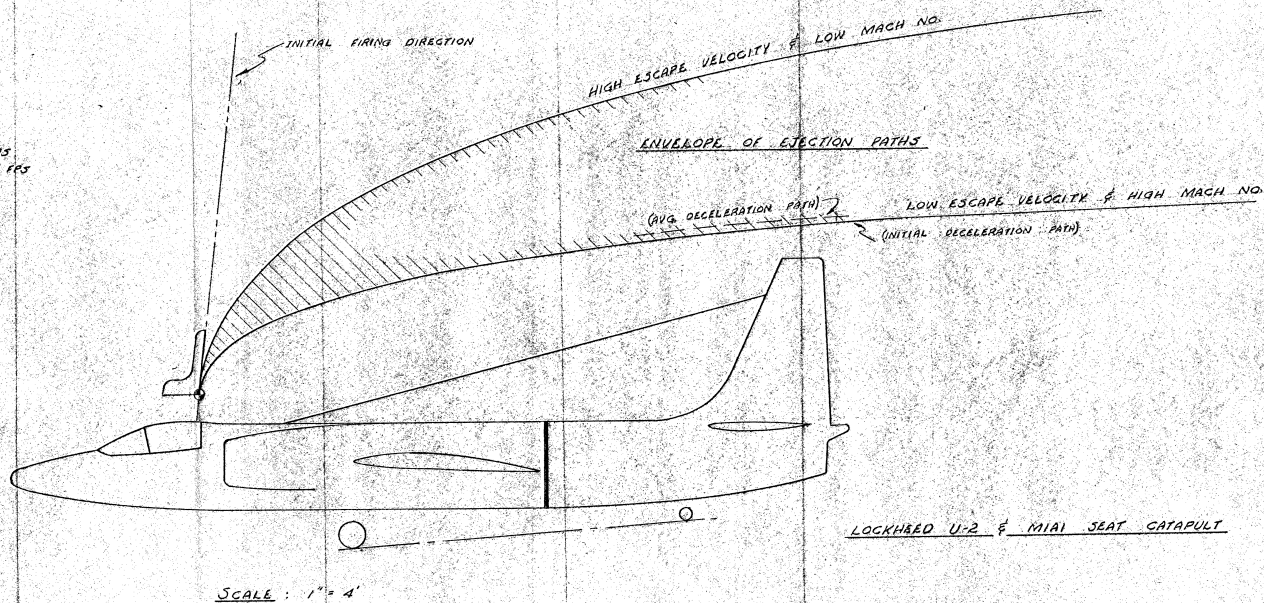 INITIAL FIRING DIRECTION
HIGH ESCAPE VELOCITY & LOW MACH NO.
FPS
ENVELOPE OF EJECTION PATHS
(AVG DECELERATION PATH)
LOW ESCAPE VELOCITY & HIGH MACH NO.
(INITIAL DECELERATION PATH)
LOCKHEED U-2 & M1A1 SEAT CATAPULT
SCALE : 1" = 4'